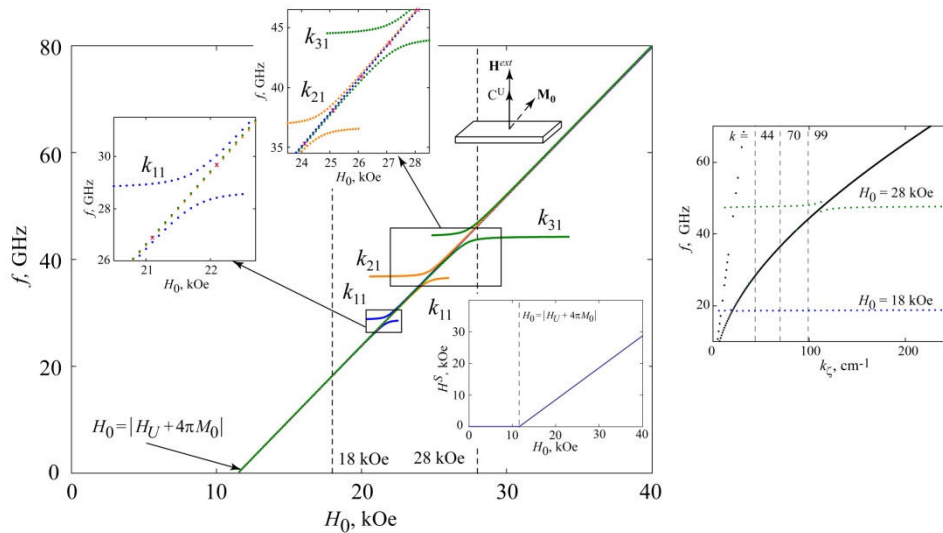 45
40
35
k₃₁
k₂₁
f, GHz
24 25 26 27 28
H₀, kOe
30
28
26
k₁₁
f, GHz
21 22
H₀, kOe
80
60
40
20
0
f, GHz
Hᵉˣᵗ
Cᵁ
M₀
k₃₁
k₂₁
k₁₁
k₁₁
H₀=|H_U+4πM₀|
30
20
10
0
Hˢ, kOe
H₀=|H_U+4πM₀|
0 10 20 30 40
H₀, kOe
18 kOe
28 kOe
0 10 20 30 40
H₀, kOe
k = 44 70 99
60
40
20
f, GHz
H₀ = 28 kOe
H₀ = 18 kOe
0 100 200
k_ζ, cm⁻¹